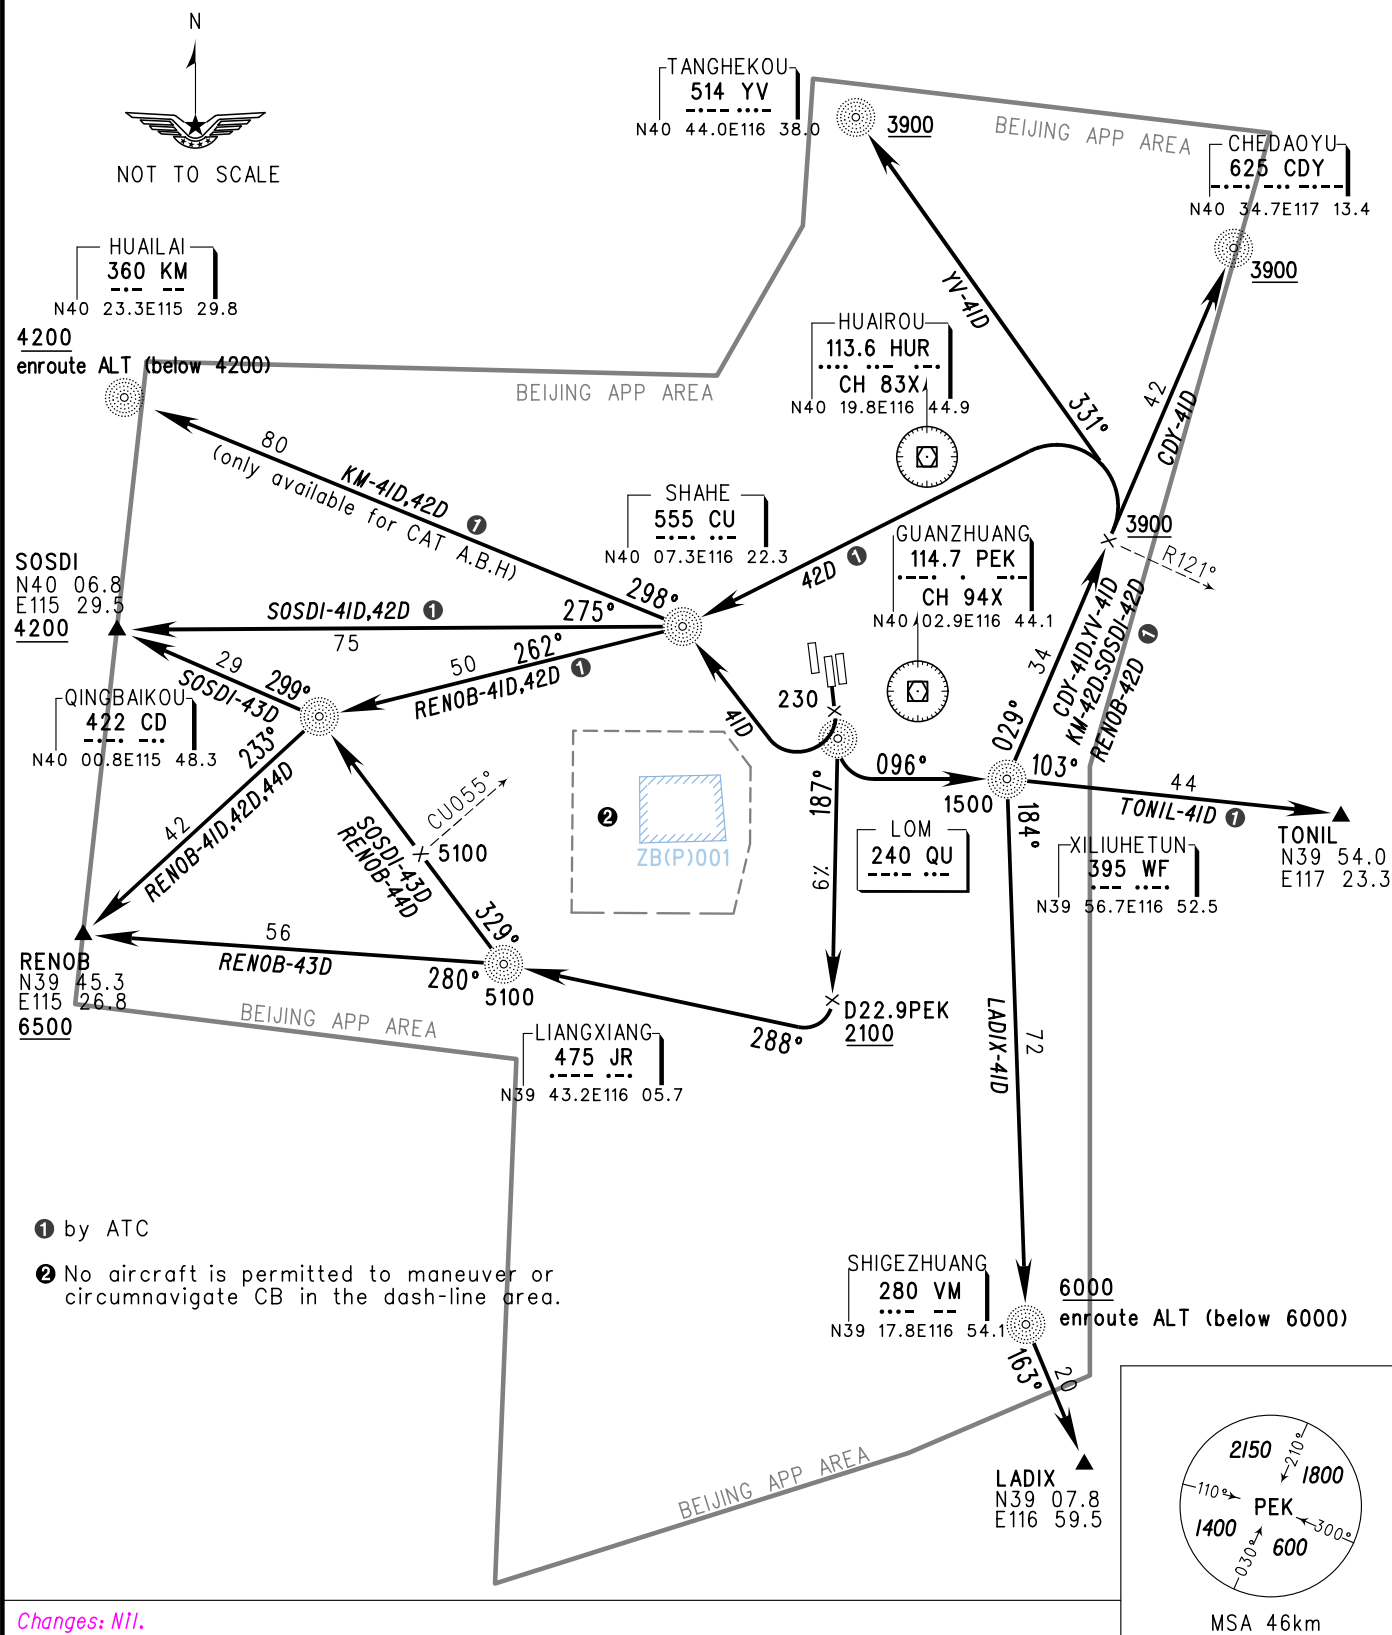 N
NOT TO SCALE
TANGHEKOU
514 YV
N40 44.0E116 38.0
3900
BEIJING APP AREA
CHEDAOYU
625 CDY
N40 34.7E117 13.4
3900
HUAILAI
360 KM
N40 23.3E115 29.8
4200
enroute ALT (below 4200)
BEIJING APP AREA
YV-41D
HUAIROU
113.6 HUR
CH 83X
N40 19.8E116 44.9
331°
42
CDY-41D
80
(only available for CAT A.B.H)
KM-41D,42D ❶
SHAHE
555 CU
N40 07.3E116 22.3
42D ❶
GUANZHUANG
114.7 PEK
CH 94X
N40 02.9E116 44.1
3900
R121°
SOSDI
N40 06.8
E115 29.5
4200
298°
275°
SOSDI-41D,42D ❶
75
262°
50
RENOB-41D,42D ❶
29
SOSDI-43D
299°
QINGBAIKOU
422 CD
N40 00.8E115 48.3
233°
42
RENOB-41D,42D,44D
41D
230
187°
6%
096°
1500
029°
34
CDY-41D.YV-41D
KM-42D.SOSDI-42D
RENOB-42D ❶
103°
44
TONIL-41D ❶
TONIL
N39 54.0
E117 23.3
184°
LOM
240 QU
XILIUHETUN
395 WF
N39 56.7E116 52.5
CU055°
5100
SOSDI-43D
RENOB-44D
❷
ZB(P)001
329°
56
RENOB-43D
280°
5100
RENOB
N39 45.3
E115 26.8
6500
BEIJING APP AREA
LIANGXIANG
475 JR
N39 43.2E116 05.7
288°
D22.9PEK
2100
LADIX-41D
72
❶ by ATC
❷ No aircraft is permitted to maneuver or
circumnavigate CB in the dash-line area.
SHIGEZHUANG
280 VM
N39 17.8E116 54.1
6000
enroute ALT (below 6000)
163°
20
LADIX
N39 07.8
E116 59.5
BEIJING APP AREA
2150
210°
1800
110°
PEK
1400
300°
030°
600
MSA 46km
Changes: Nil.